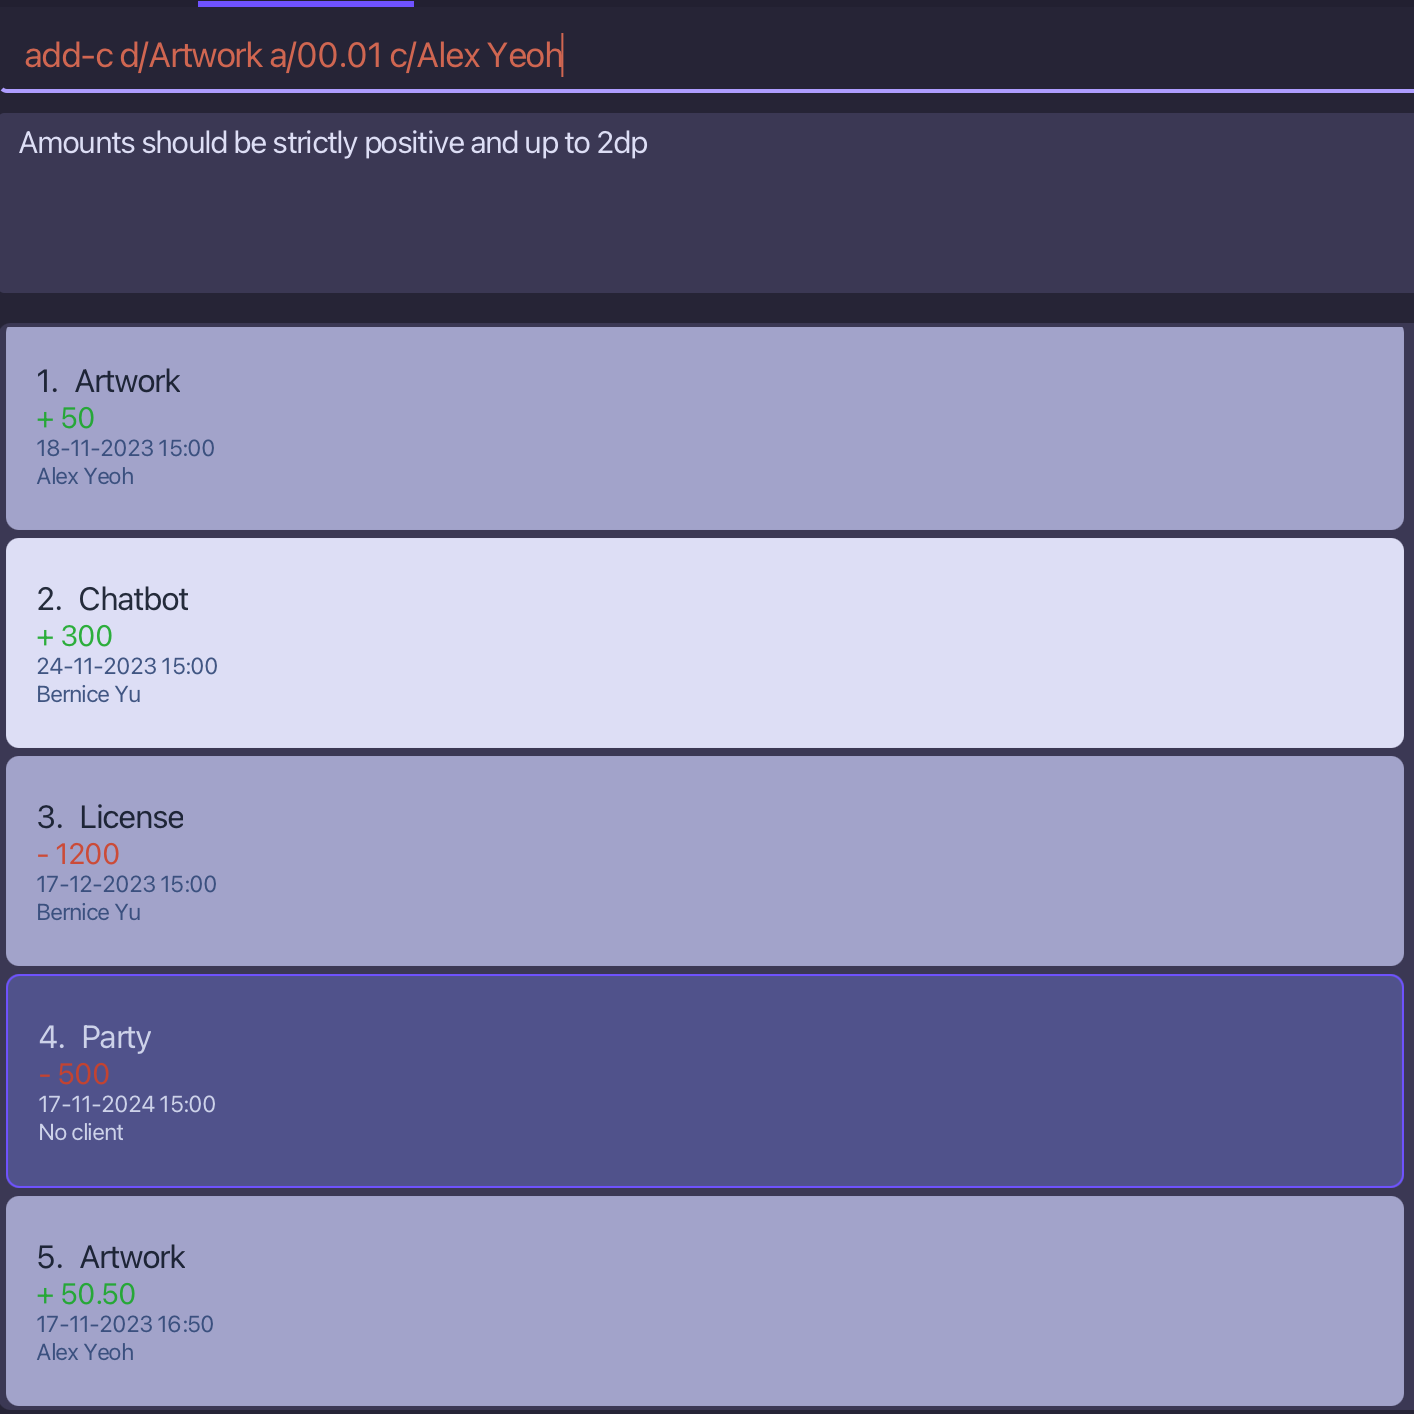 add-c d/Artwork a/00.01 c/Alex Yeoh
Amounts should be strictly positive and up to 2dp
1. Artwork
+ 50
18-11-2023 15:00
Alex Yeoh
2. Chatbot
+ 300
24-11-2023 15:00
Bernice Yu
3. License
- 1200
17-12-2023 15:00
Bernice Yu
4. Party
- 500
17-11-2024 15:00
No client
5. Artwork
+ 50.50
17-11-2023 16:50
Alex Yeoh